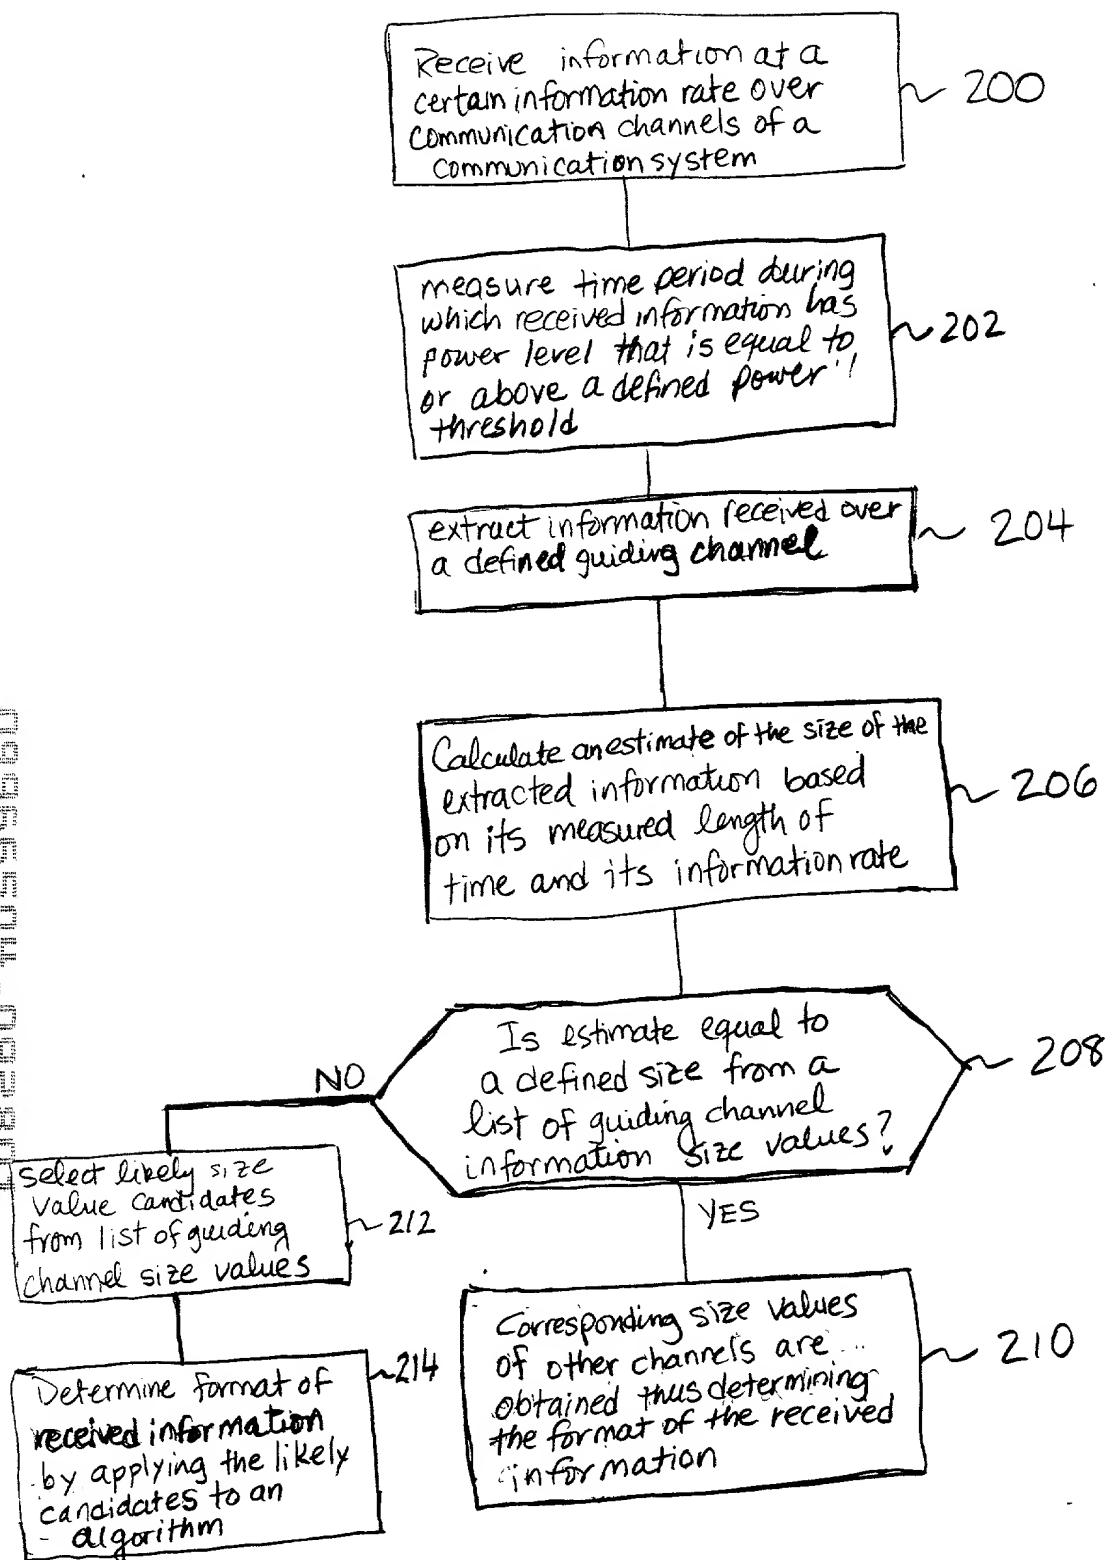 Receive information at a
certain information rate over
communication channels of a
communication system
200
measure time period during
which received information has
power level that is equal to
or above a defined power
threshold
202
extract information received over
a defined guiding channel
204
Calculate an estimate of the size of the
extracted information based
on its measured length of
time and its information rate
206
Is estimate equal to
a defined size from a
list of guiding channel
information size values?
208
NO
YES
select likely size
value candidates
from list of guiding
channel size values
212
Corresponding size values
of other channels are
obtained thus determining
the format of the received
information
210
Determine format of
received information
by applying the likely
candidates to an
algorithm
214